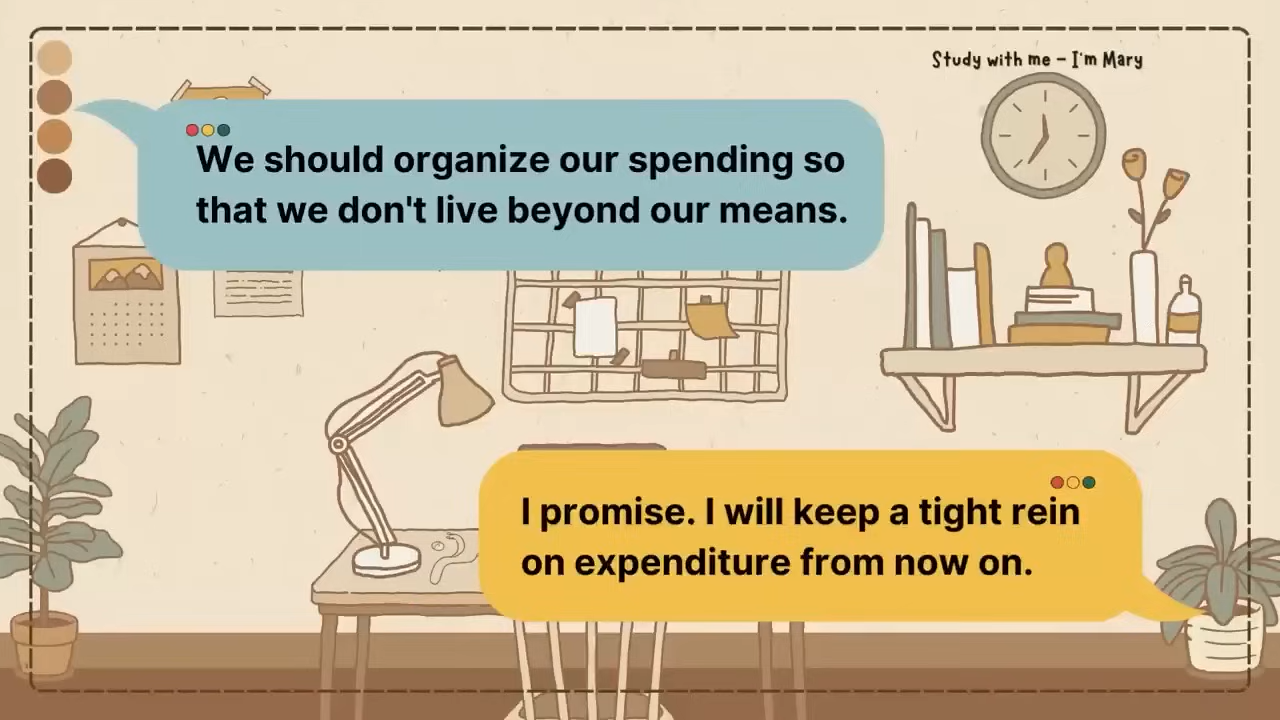 Study with me – I'm Mary
We should organize our spending so
that we don't live beyond our means.
I promise. I will keep a tight rein
on expenditure from now on.